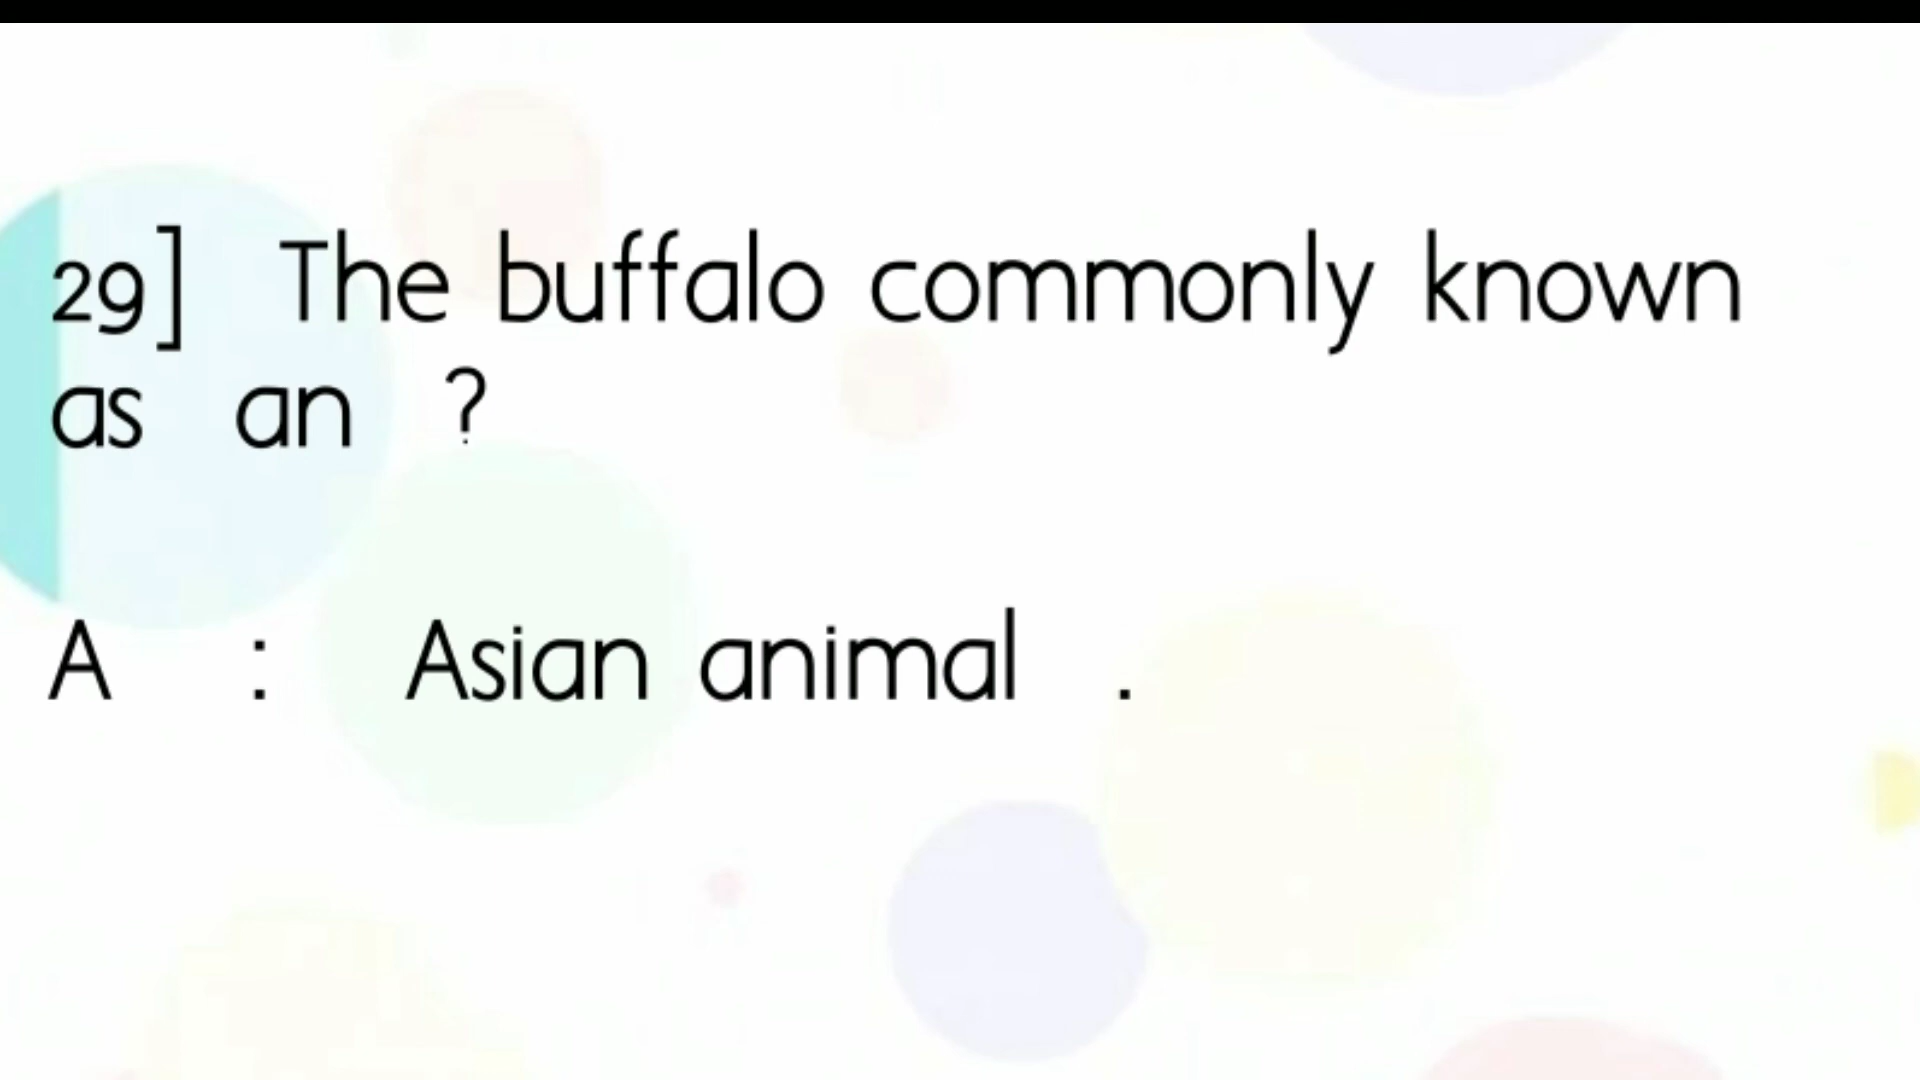 29] The buffalo commonly known
as an ?
A : Asian animal .